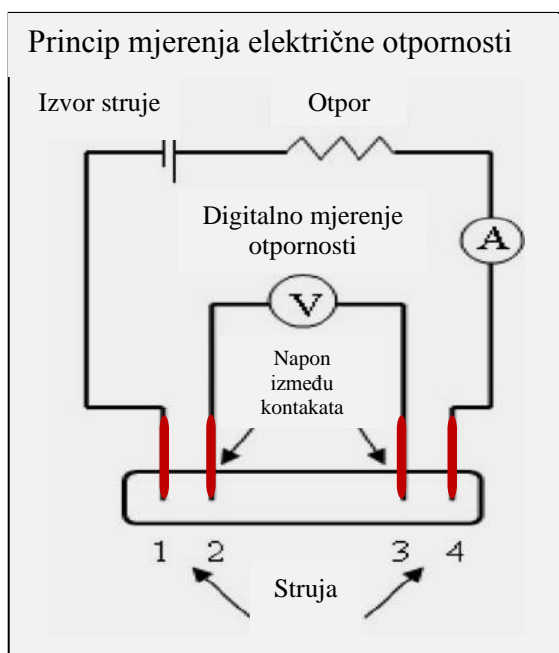 Princip mjerenja električne otpornosti
Izvor struje
Otpor
Digitalno mjerenje
otpornosti
A
V
Napon
između
kontakata
1 2 3 4
Struja